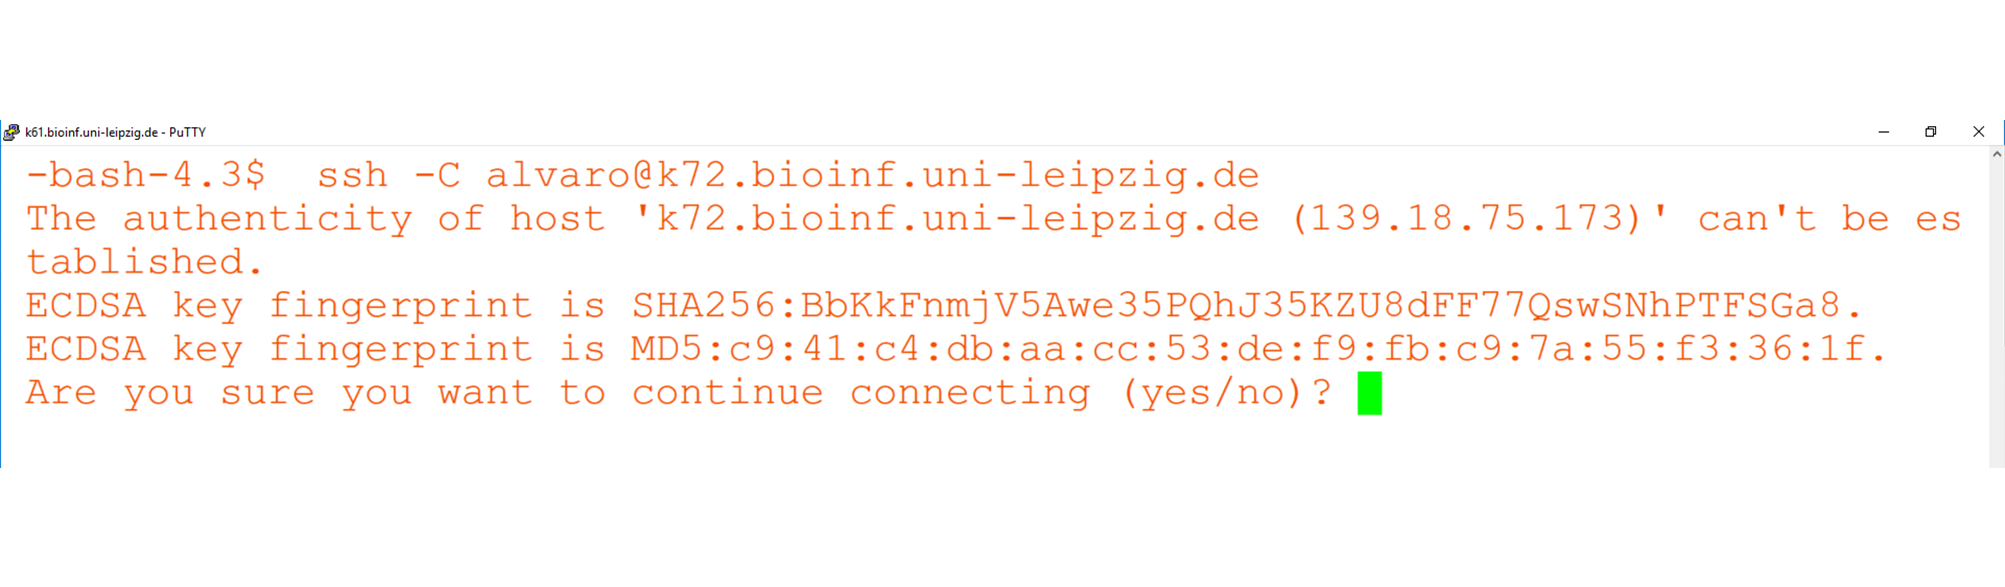 k61.bioinf.uni-leipzig.de - PuTTY
-bash-4.3$  ssh -C alvaro@k72.bioinf.uni-leipzig.de
The authenticity of host 'k72.bioinf.uni-leipzig.de (139.18.75.173)' can't be es
tablished.
ECDSA key fingerprint is SHA256:BbKkFnmjV5Awe35PQhJ35KZU8dFF77QswSNhPTFSGa8.
ECDSA key fingerprint is MD5:c9:41:c4:db:aa:cc:53:de:f9:fb:c9:7a:55:f3:36:1f.
Are you sure you want to continue connecting (yes/no)?